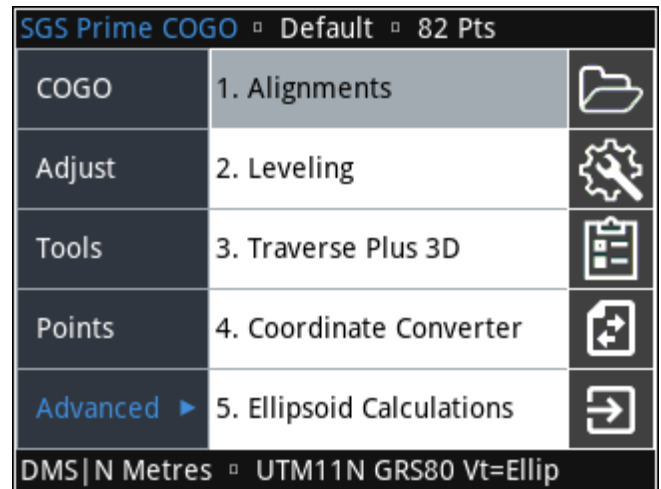 SGS Prime COGO ▫ Default ▫ 82 Pts
COGO
1. Alignments
Adjust
2. Leveling
Tools
3. Traverse Plus 3D
Points
4. Coordinate Converter
Advanced ►
5. Ellipsoid Calculations
DMS|N Metres ▫ UTM11N GRS80 Vt=Ellip